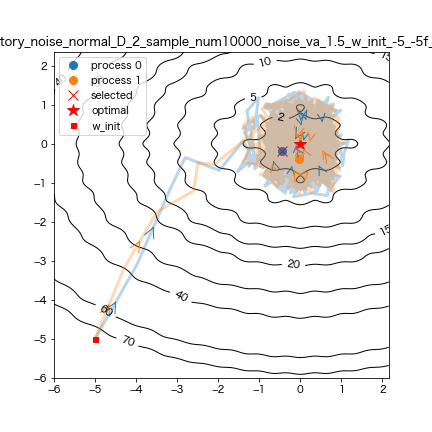 tory_noise_normal_D_2_sample_num10000_noise_va_1.5_w_init_-5_-5f_
process 0
process 1
selected
optimal
w_init
10
5
2
15
20
40
60
70
2
1
0
−1
−2
−3
−4
−5
−6
−6 −5 −4 −3 −2 −1 0 1 2